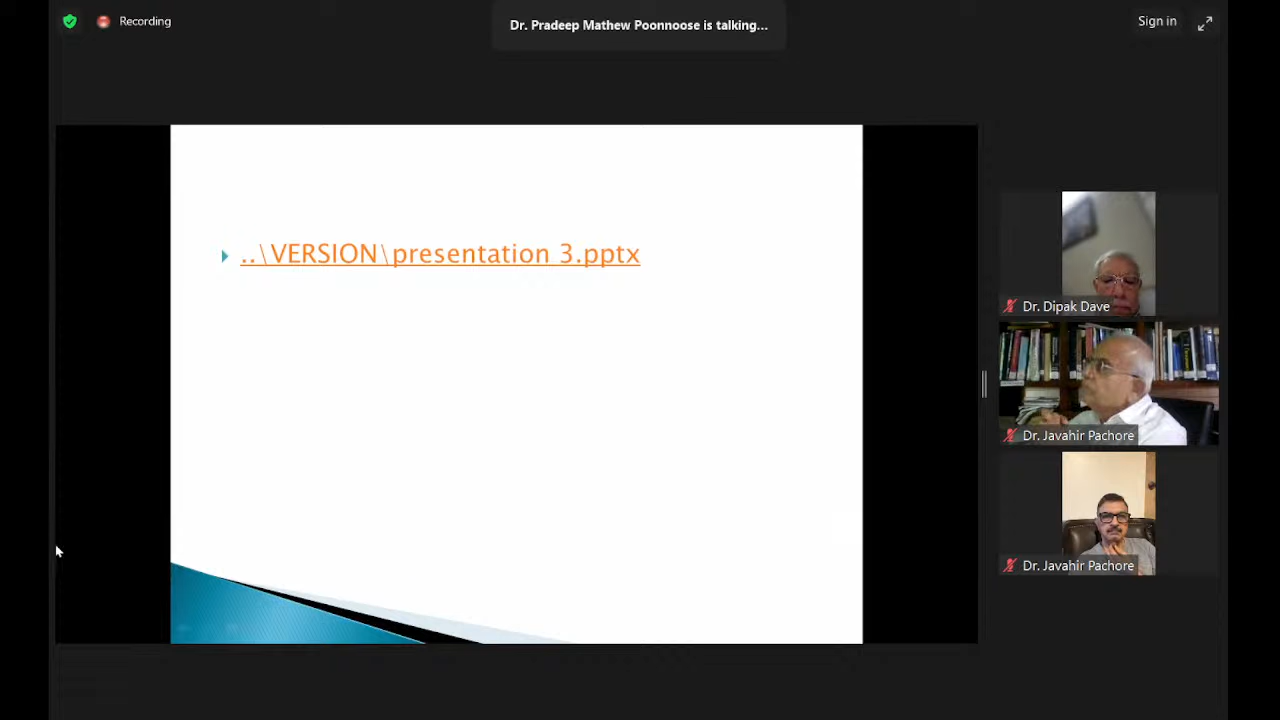 Recording
Dr. Pradeep Mathew Poonnoose is talking...
Sign in
..\VERSION\presentation 3.pptx
Dr. Dipak Dave
Dr. Javahir Pachore
Dr. Javahir Pachore